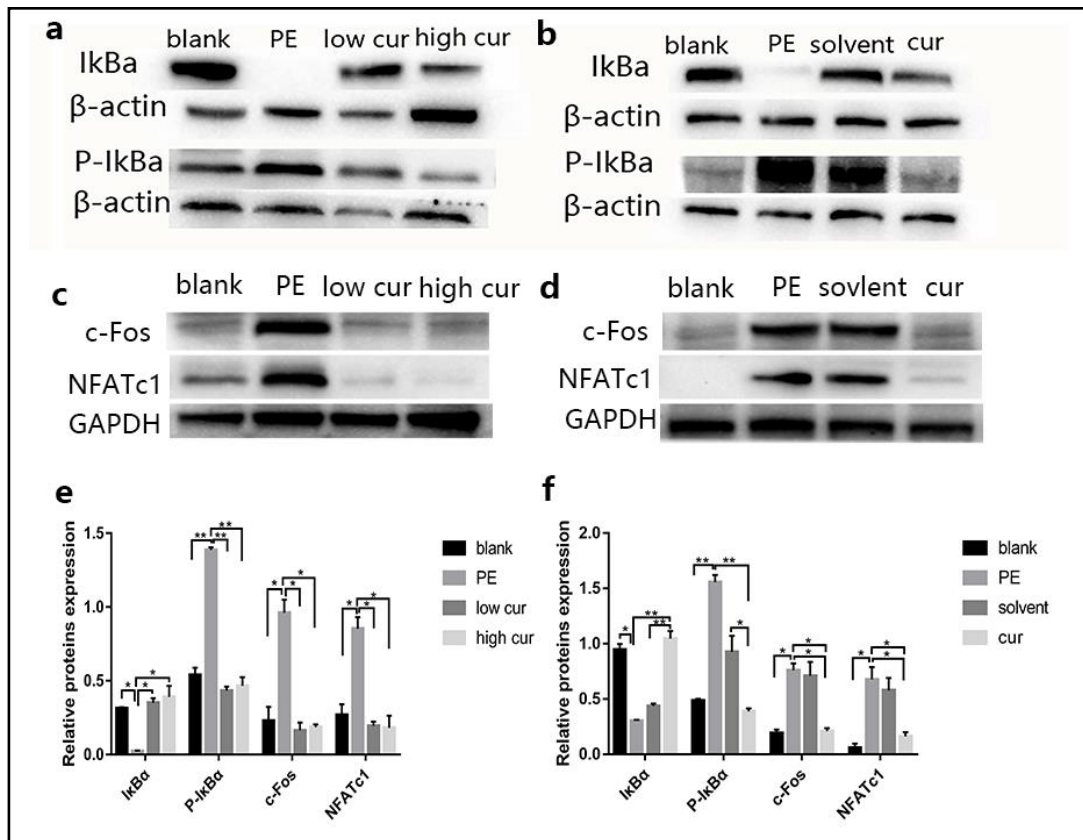 a
blank PE low cur high cur
IkBa
β-actin
P-IkBa
β-actin
b
blank PE solvent cur
IkBa
β-actin
P-IkBa
β-actin
c
blank PE low cur high cur
c-Fos
NFATc1
GAPDH
d
blank PE sovlent cur
c-Fos
NFATc1
GAPDH
e
Relative proteins expression
1.5
1.0
0.5
0.0
* * *
** ** **
* * *
* * *
IκBα P-IκBα c-Fos NFATc1
blank
PE
low cur
high cur
f
Relative proteins expression
2.0
1.5
1.0
0.5
0.0
* ** **
** ** *
* * *
* * *
IκBα P-IκBα c-Fos NFATc1
blank
PE
solvent
cur